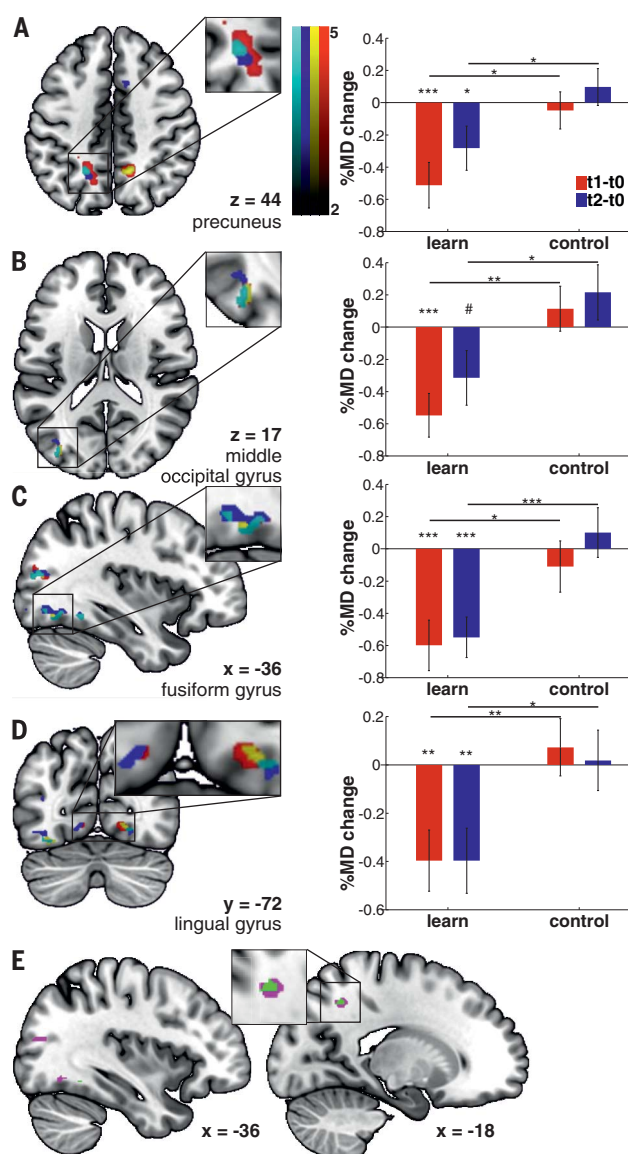 A
z = 44
precuneus
5
2
%MD change
0.4
0.2
0
-0.2
-0.4
-0.6
-0.8
*
*
***
*
t1-t0
t2-t0
learn
control
B
z = 17
middle
occipital gyrus
%MD change
0.4
0.2
0
-0.2
-0.4
-0.6
-0.8
*
**
***
#
learn
control
C
x = -36
fusiform gyrus
%MD change
0.4
0.2
0
-0.2
-0.4
-0.6
-0.8
***
*
***
***
learn
control
D
y = -72
lingual gyrus
%MD change
0.2
0
-0.2
-0.4
-0.6
*
**
**
**
learn
control
E
x = -36
x = -18